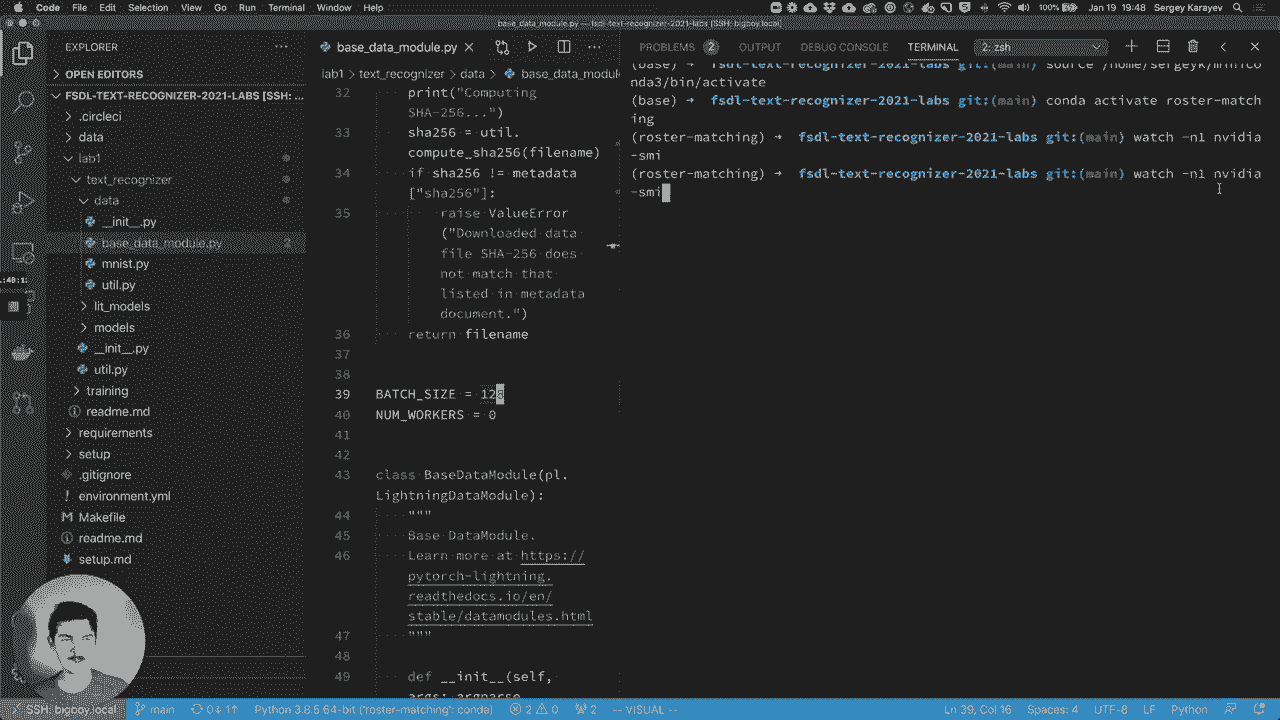 Code File Edit Selection View Go Run Terminal Window Help
100% Jan 19 19:48 Sergey Karayev
base_data_module.py — fsdl-text-recognizer-2021-labs [SSH: bigboy.local]
EXPLORER
OPEN EDITORS
FSDL-TEXT-RECOGNIZER-2021-LABS [SSH: ...
.circleci
data
lab1
text_recognizer
data
__init__.py
base_data_module.py 2
mnist.py
util.py
lit_models
models
__init__.py
util.py
training
readme.md
requirements
setup
.gitignore
environment.yml
Makefile
readme.md
setup.md
base_data_module.py
lab1 > text_recognizer > data > base_data_modul
32 print("Computing
SHA-256...")
33 sha256 = util.
compute_sha256(filename)
34 if sha256 != metadata
["sha256"]:
35 raise ValueError
("Downloaded data
file SHA-256 does
not match that
listed in metadata
document.")
36 return filename
37
38
39 BATCH_SIZE = 128
40 NUM_WORKERS = 0
41
42
43 class BaseDataModule(pl.
LightningDataModule):
44 """
45 Base DataModule.
46 Learn more at https://
pytorch-lightning.
readthedocs.io/en/
stable/datamodules.html
47 """
48
49 def __init__(self,
args: argparse
PROBLEMS 2 OUTPUT DEBUG CONSOLE TERMINAL 2: zsh
(base) → fsdl-text-recognizer-2021-labs git:(main) source /home/sergeyk/minico
nda3/bin/activate
(base) → fsdl-text-recognizer-2021-labs git:(main) conda activate roster-match
ing
(roster-matching) → fsdl-text-recognizer-2021-labs git:(main) watch -n1 nvidia
-smi
(roster-matching) → fsdl-text-recognizer-2021-labs git:(main) watch -n1 nvidia
-smi
SSH: bigboy.local main 0↓ 1↑ Python 3.8.5 64-bit ('roster-matching': conda) 2 0 2 -- VISUAL -- Ln 39, Col 16 Spaces: 4 UTF-8 LF Python